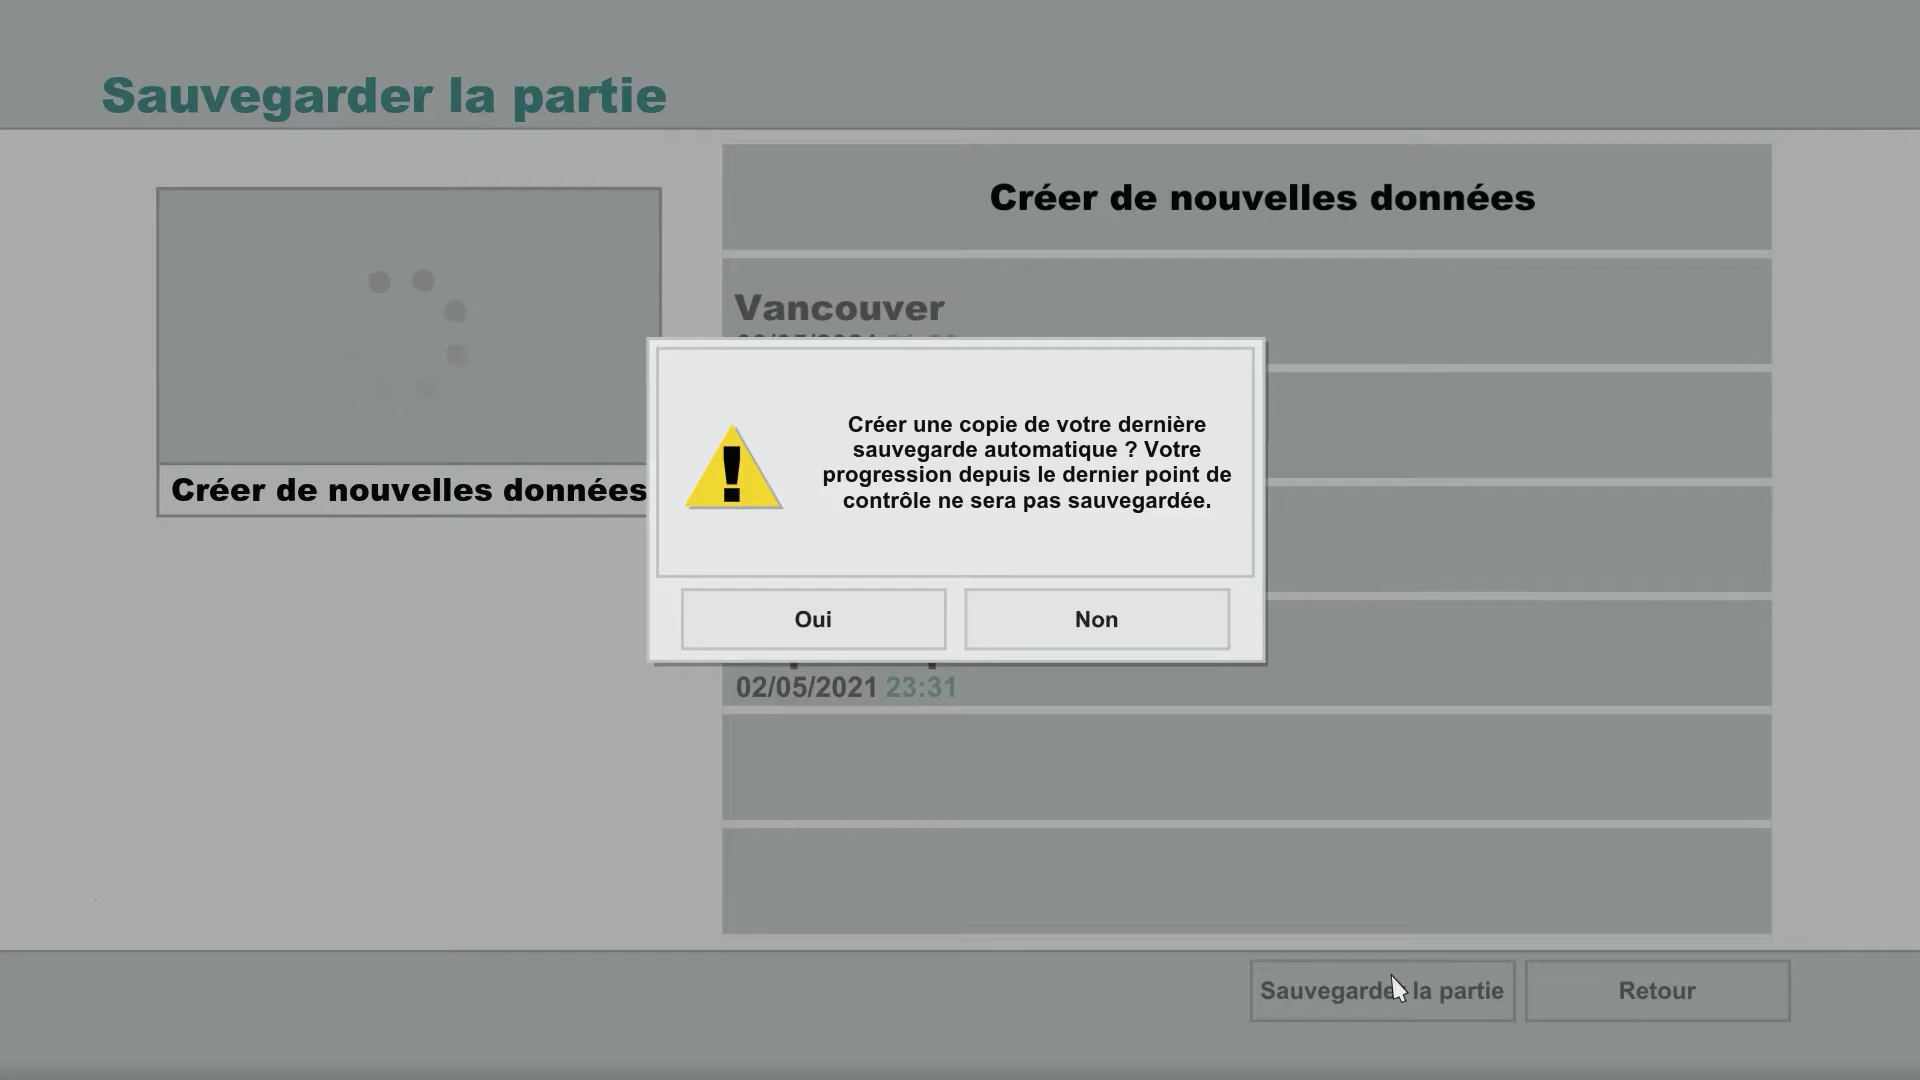 Sauvegarder la partie
Créer de nouvelles données
Vancouver
Créer de nouvelles données
Créer une copie de votre dernière
sauvegarde automatique ? Votre
progression depuis le dernier point de
contrôle ne sera pas sauvegardée.
Oui
Non
02/05/2021 23:31
Sauvegarder la partie
Retour